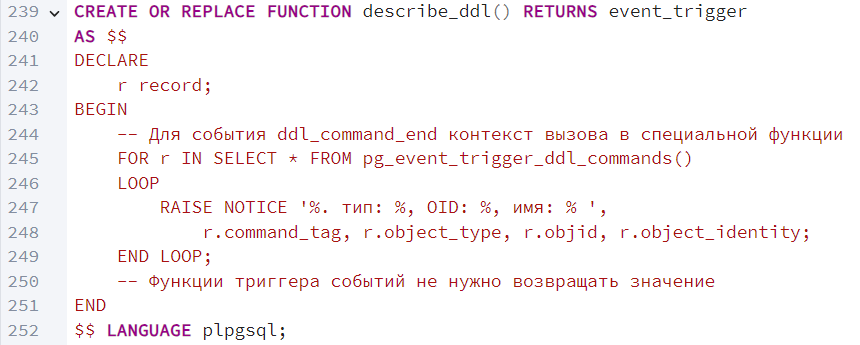 239 CREATE OR REPLACE FUNCTION describe_ddl() RETURNS event_trigger
240 AS $$
241 DECLARE
242     r record;
243 BEGIN
244     -- Для события ddl_command_end контекст вызова в специальной функции
245     FOR r IN SELECT * FROM pg_event_trigger_ddl_commands()
246     LOOP
247         RAISE NOTICE '%. тип: %, OID: %, имя: % ',
248             r.command_tag, r.object_type, r.objid, r.object_identity;
249     END LOOP;
250     -- Функции триггера событий не нужно возвращать значение
251 END
252 $$ LANGUAGE plpgsql;